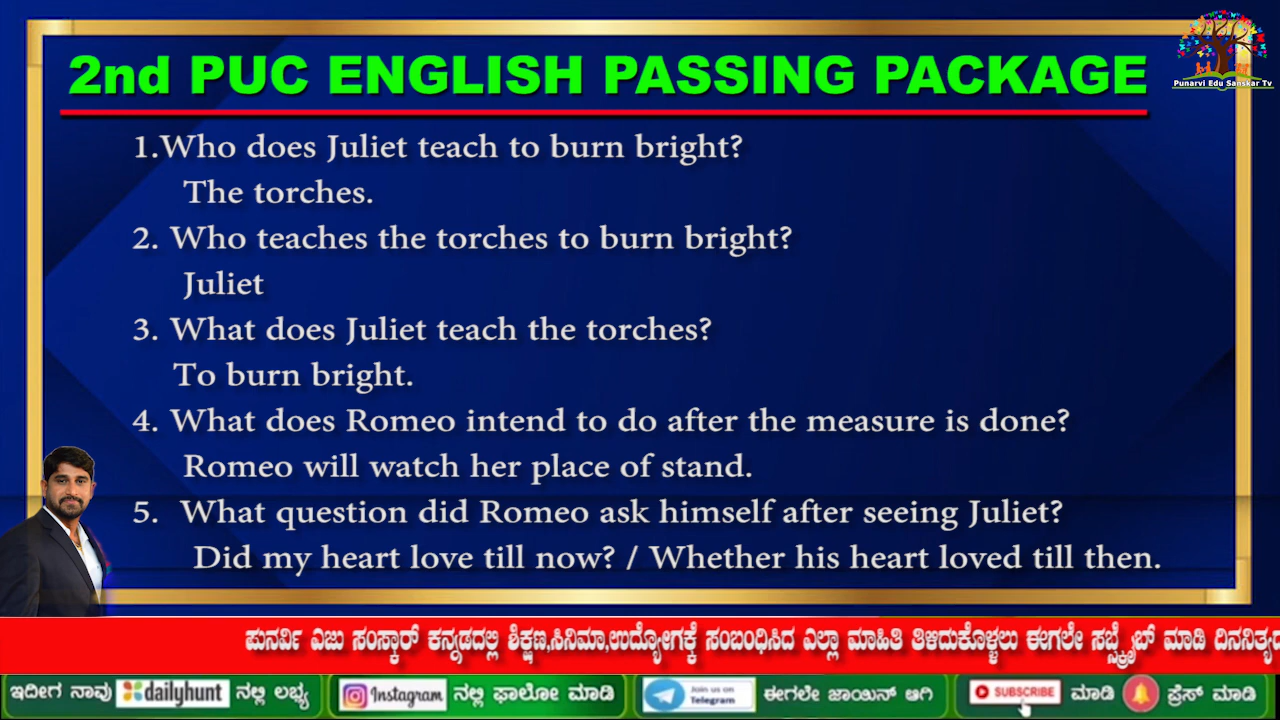 2nd PUC ENGLISH PASSING PACKAGE
Punarvi Edu Sanskar Tv
1.Who does Juliet teach to burn bright?
The torches.
2. Who teaches the torches to burn bright?
Juliet
3. What does Juliet teach the torches?
To burn bright.
4. What does Romeo intend to do after the measure is done?
Romeo will watch her place of stand.
5. What question did Romeo ask himself after seeing Juliet?
Did my heart love till now? / Whether his heart loved till then.
ಪುನರ್ವಿ ಎಜು ಸಂಸ್ಕಾರ್ ಕನ್ನಡದಲ್ಲಿ ಶಿಕ್ಷಣ,ಸಿನಿಮಾ,ಉದ್ಯೋಗಕ್ಕೆ ಸಂಬಂಧಿಸಿದ ಎಲ್ಲಾ ಮಾಹಿತಿ ತಿಳಿದುಕೊಳ್ಳಲು ಈಗಲೇ ಸಬ್ಸ್ಕ್ರೈಬ್ ಮಾಡಿ ದಿನನಿತ್ಯದ
ಇದೀಗ ನಾವು dailyhunt ನಲ್ಲಿ ಲಭ್ಯ Instagram ನಲ್ಲಿ ಫಾಲೋ ಮಾಡಿ Join us on Telegram ಈಗಲೇ ಜಾಯಿನ್ ಆಗಿ SUBSCRIBE ಮಾಡಿ ಪ್ರೆಸ್ ಮಾಡಿ